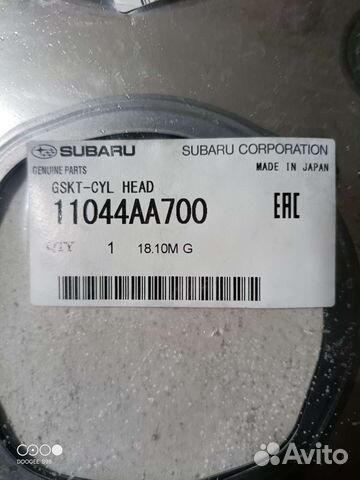 SUBARU SUBARU CORPORATION
GENUINE PARTS MADE IN JAPAN
GSKT-CYL HEAD
11044AA700 EAC
QTY 1 18.10M G
DOOGEE S98
Avito